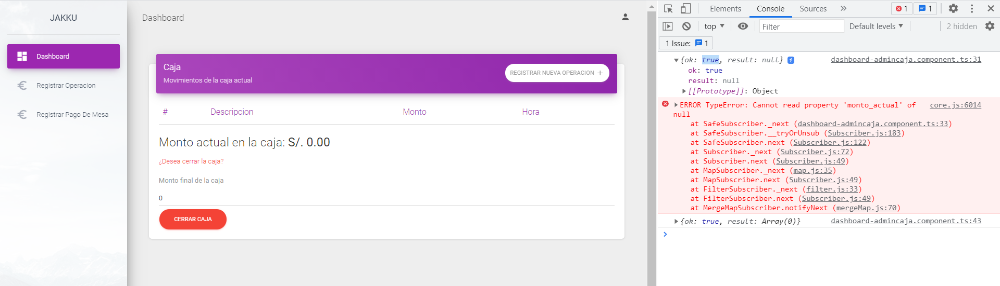 JAKKU
Dashboard
Registrar Operacion
Registrar Pago De Mesa
Dashboard
Caja
Movimientos de la caja actual
REGISTRAR NUEVA OPERACION +
# Descripcion Monto Hora
Monto actual en la caja: S/. 0.00
¿Desea cerrar la caja?
Monto final de la caja
0
CERRAR CAJA
Elements Console Sources » 1 1
top Filter Default levels 2 hidden
1 Issue: 1
{ok: true, result: null} i dashboard-admincaja.component.ts:31
ok: true
result: null
[[Prototype]]: Object
ERROR TypeError: Cannot read property 'monto_actual' of core.js:6014
null
at SafeSubscriber._next (dashboard-admincaja.component.ts:33)
at SafeSubscriber.__tryOrUnsub (Subscriber.js:183)
at SafeSubscriber.next (Subscriber.js:122)
at Subscriber._next (Subscriber.js:72)
at Subscriber.next (Subscriber.js:49)
at MapSubscriber._next (map.js:35)
at MapSubscriber.next (Subscriber.js:49)
at FilterSubscriber._next (filter.js:33)
at FilterSubscriber.next (Subscriber.js:49)
at MergeMapSubscriber.notifyNext (mergeMap.js:70)
{ok: true, result: Array(0)} dashboard-admincaja.component.ts:43